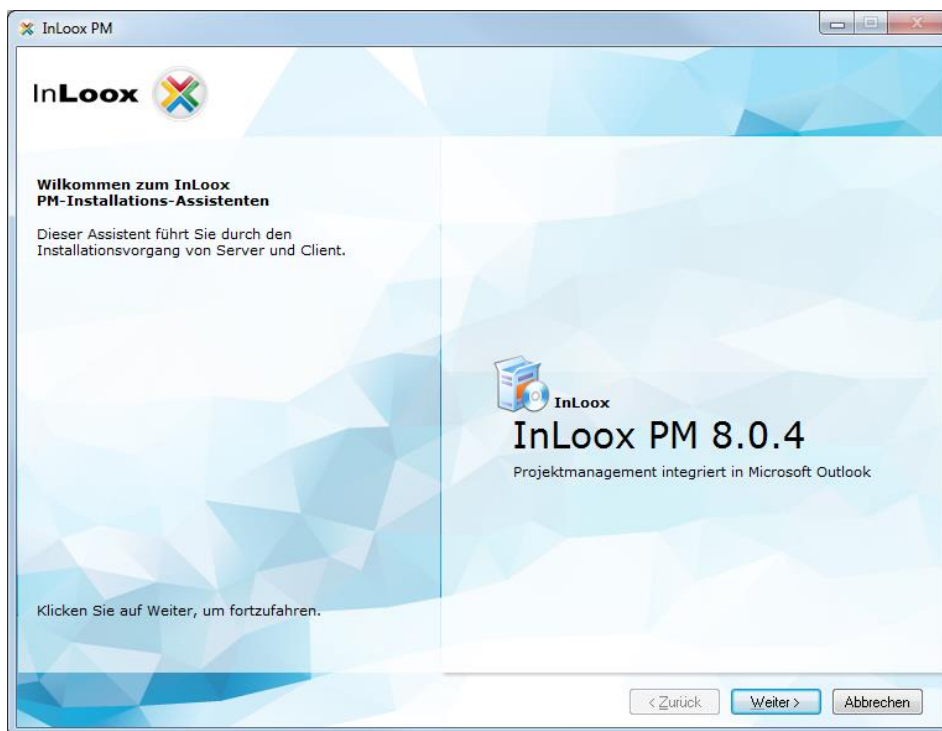 InLoox PM
InLoox
Wilkommen zum InLoox
PM-Installations-Assistenten
Dieser Assistent führt Sie durch den
Installationsvorgang von Server und Client.
InLoox
InLoox PM 8.0.4
Projektmanagement integriert in Microsoft Outlook
Klicken Sie auf Weiter, um fortzufahren.
< Zurück Weiter > Abbrechen